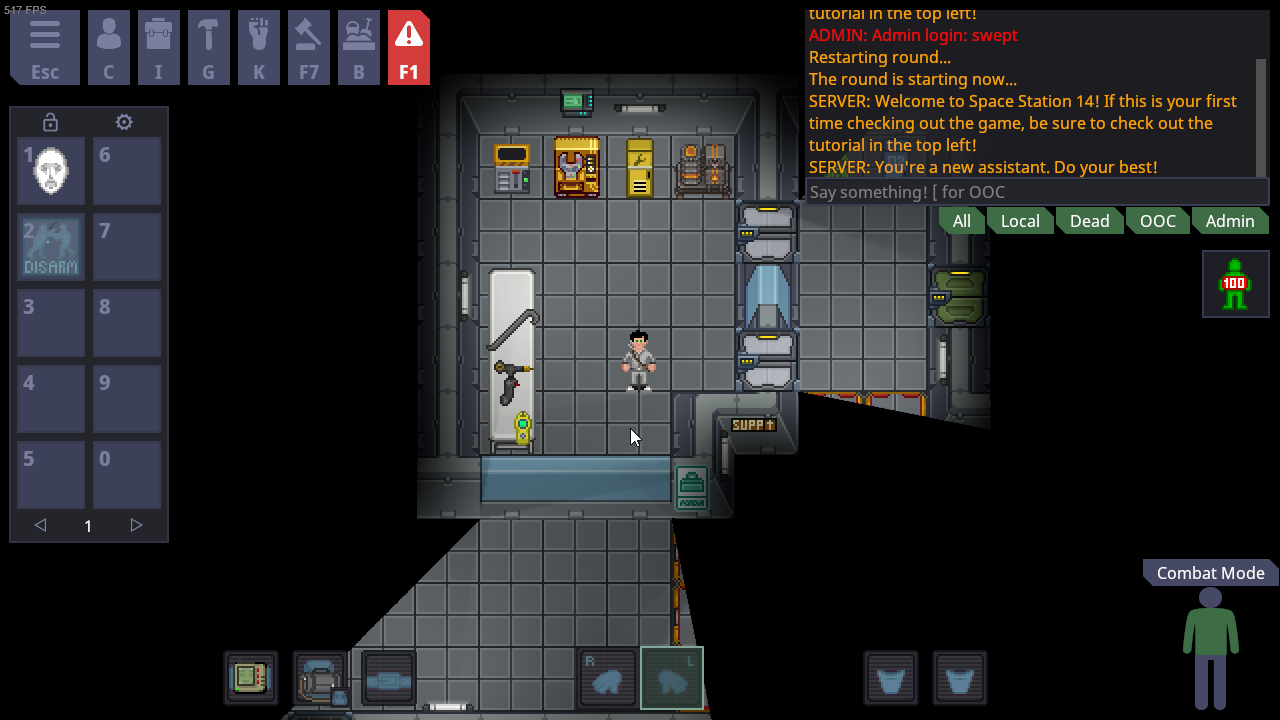 517 FPS
Esc
C
I
G
K
F7
B
F1
tutorial in the top left!
ADMIN: Admin login: swept
Restarting round...
The round is starting now...
SERVER: Welcome to Space Station 14! If this is your first
time checking out the game, be sure to check out the
tutorial in the top left!
SERVER: You're a new assistant. Do your best!
Say something! [ for OOC
All
Local
Dead
OOC
Admin
1
6
2
DISARM
7
3
8
4
9
5
0
1
100
SUPPT
Combat Mode
R
L